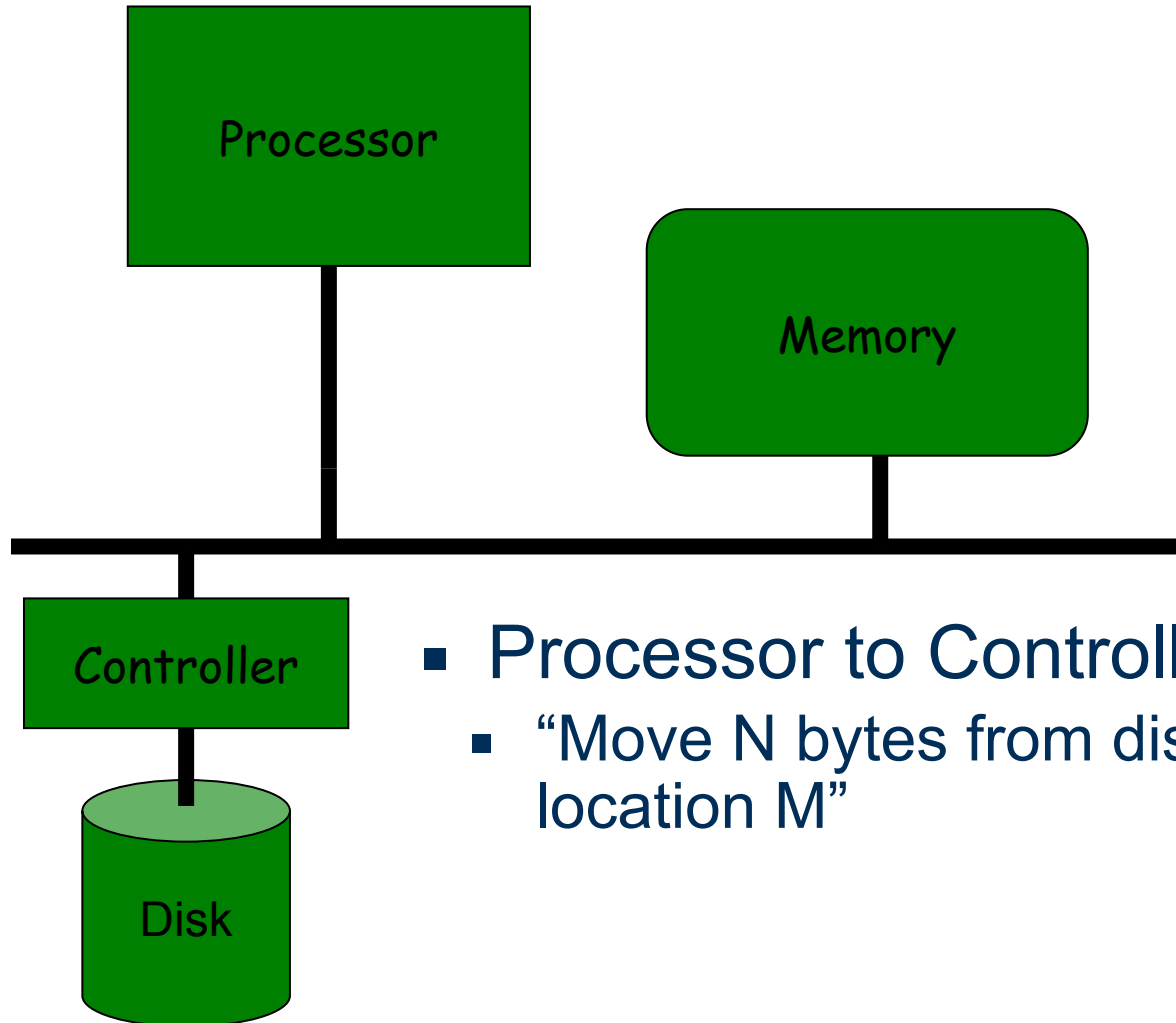 Processor
Memory
Controller
Disk
▪ Processor to Controll
▪ “Move N bytes from dis
location M”